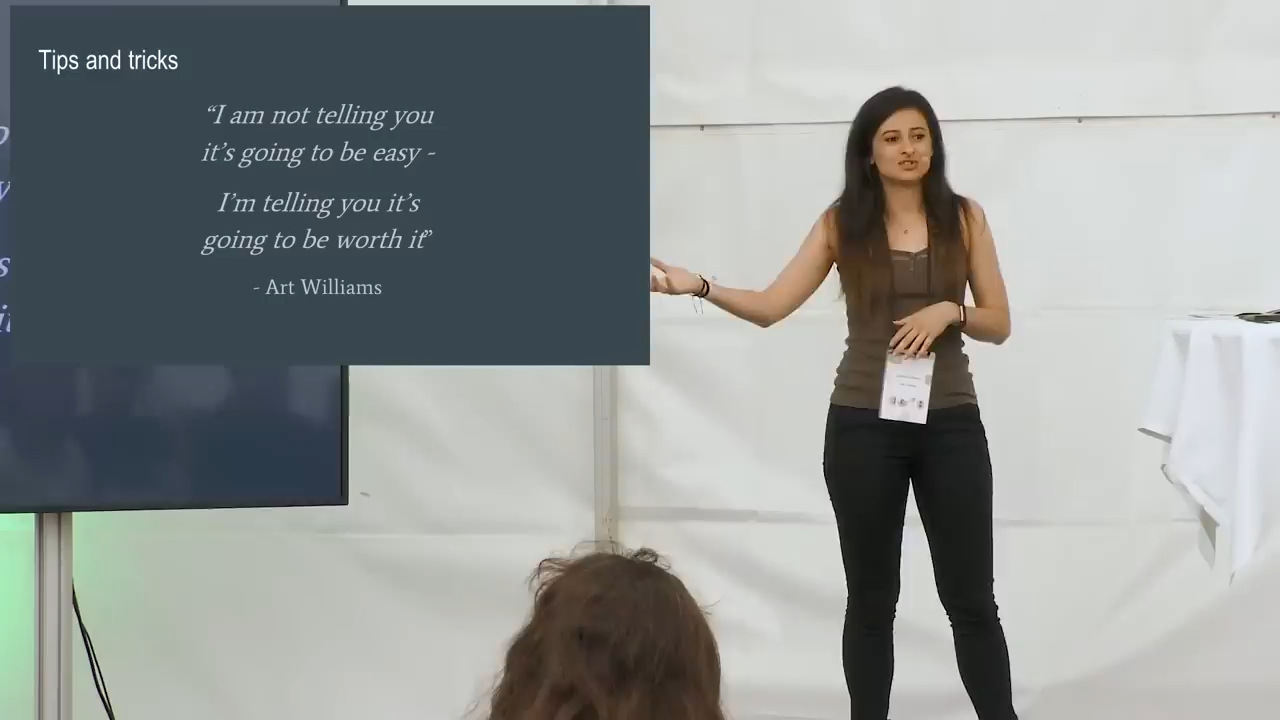 Tips and tricks
“I am not telling you
it’s going to be easy -
I’m telling you it’s
going to be worth it”
- Art Williams